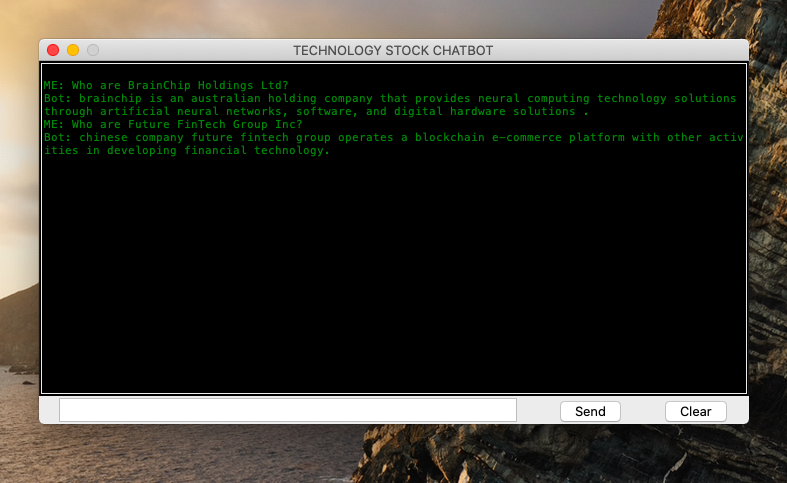 TECHNOLOGY STOCK CHATBOT
ME: Who are BrainChip Holdings Ltd?
Bot: brainchip is an australian holding company that provides neural computing technology solutions
through artificial neural networks, software, and digital hardware solutions .
ME: Who are Future FinTech Group Inc?
Bot: chinese company future fintech group operates a blockchain e-commerce platform with other activ
ities in developing financial technology.
Send
Clear